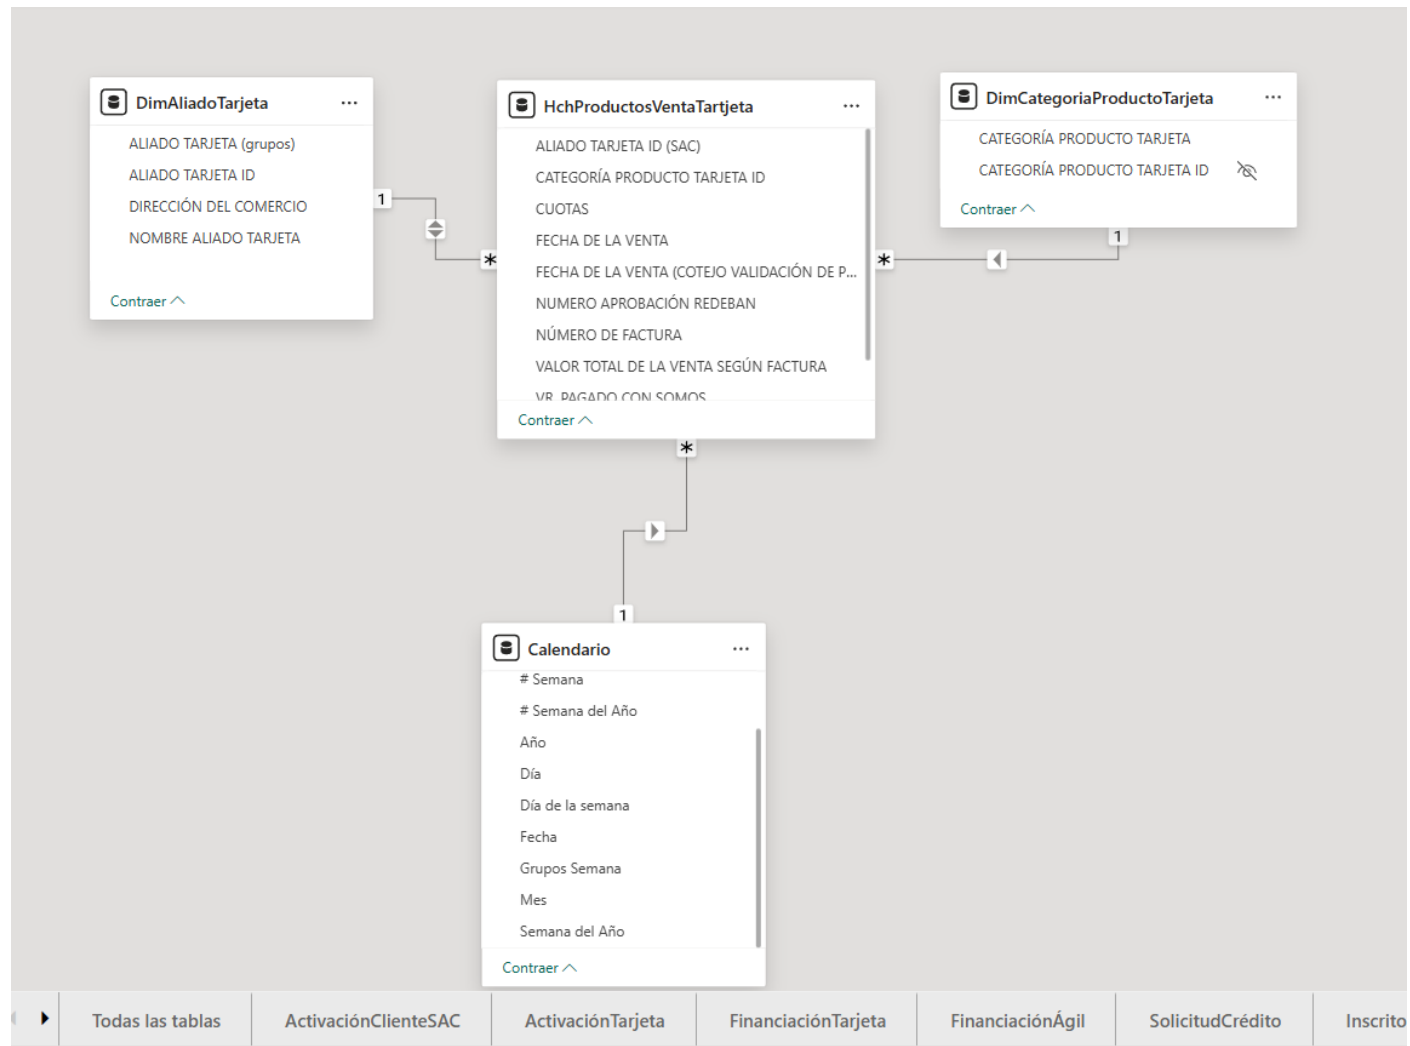 DimAliadoTarjeta
ALIADO TARJETA (grupos)
ALIADO TARJETA ID
DIRECCIÓN DEL COMERCIO
NOMBRE ALIADO TARJETA
Contraer
1
*
HchProductosVentaTartjeta
ALIADO TARJETA ID (SAC)
CATEGORÍA PRODUCTO TARJETA ID
CUOTAS
FECHA DE LA VENTA
FECHA DE LA VENTA (COTEJO VALIDACIÓN DE P...
NUMERO APROBACIÓN REDEBAN
NÚMERO DE FACTURA
VALOR TOTAL DE LA VENTA SEGÚN FACTURA
VR. PAGADO CON SOMOS
Contraer
*
DimCategoriaProductoTarjeta
CATEGORÍA PRODUCTO TARJETA
CATEGORÍA PRODUCTO TARJETA ID
Contraer
1
*
1
Calendario
# Semana
# Semana del Año
Año
Día
Día de la semana
Fecha
Grupos Semana
Mes
Semana del Año
Contraer
Todas las tablas
ActivaciónClienteSAC
ActivaciónTarjeta
FinanciaciónTarjeta
FinanciaciónÁgil
SolicitudCrédito
Inscrito